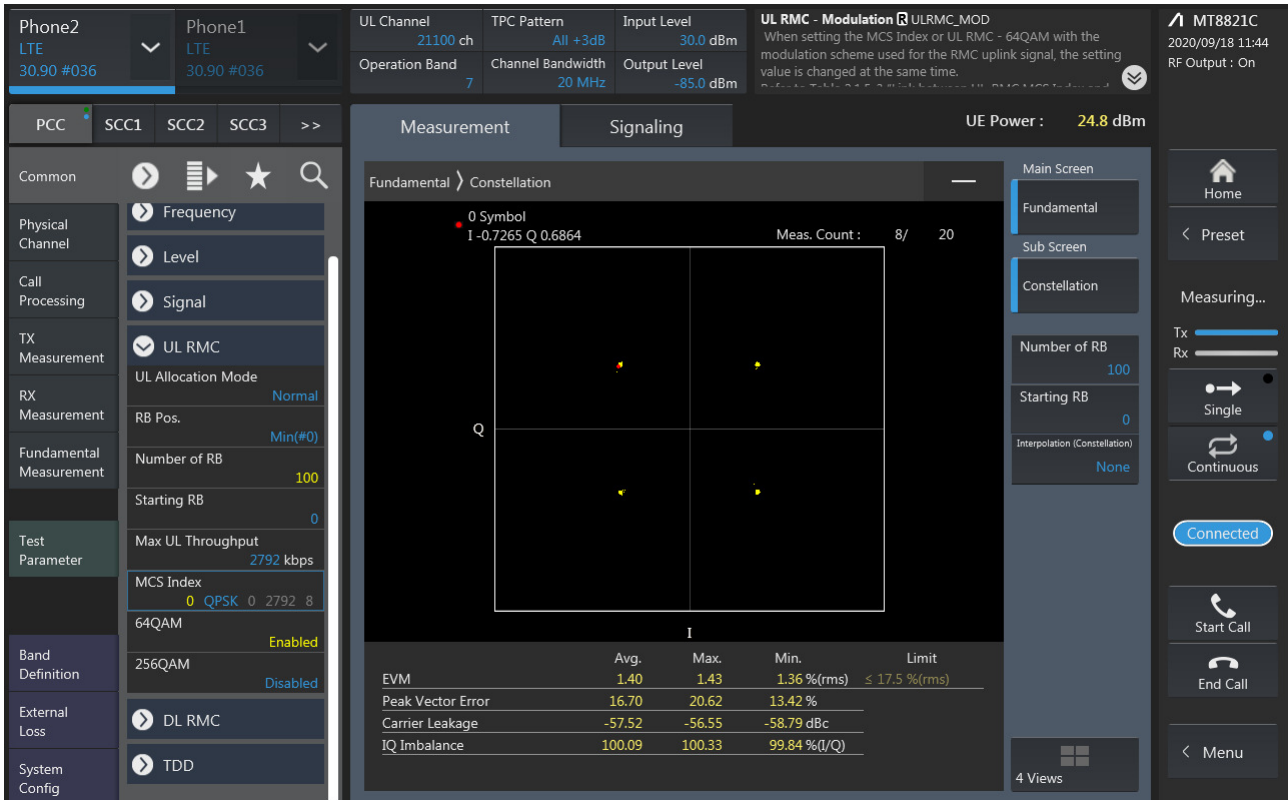 Phone2
LTE
30.90 #036
Phone1
LTE
30.90 #036
UL Channel
21100 ch
TPC Pattern
All +3dB
Input Level
30.0 dBm
Operation Band
7
Channel Bandwidth
20 MHz
Output Level
-85.0 dBm
UL RMC - Modulation R ULRMC_MOD
When setting the MCS Index or UL RMC - 64QAM with the
modulation scheme used for the RMC uplink signal, the setting
value is changed at the same time.
MT8821C
2020/09/18 11:44
RF Output : On
PCC
SCC1
SCC2
SCC3
>>
Measurement
Signaling
UE Power : 24.8 dBm
Common
Physical
Channel
Call
Processing
TX
Measurement
RX
Measurement
Fundamental
Measurement
Test
Parameter
Band
Definition
External
Loss
System
Config
Frequency
Level
Signal
UL RMC
UL Allocation Mode
Normal
RB Pos.
Min(#0)
Number of RB
100
Starting RB
0
Max UL Throughput
2792 kbps
MCS Index
0 QPSK 0 2792 8
64QAM
Enabled
256QAM
Disabled
DL RMC
TDD
Fundamental Constellation
0 Symbol
I -0.7265 Q 0.6864
Meas. Count : 8/ 20
Q
I
Avg. Max. Min. Limit
EVM 1.40 1.43 1.36 %(rms) ≤ 17.5 %(rms)
Peak Vector Error 16.70 20.62 13.42 %
Carrier Leakage -57.52 -56.55 -58.79 dBc
IQ Imbalance 100.09 100.33 99.84 %(I/Q)
Main Screen
Fundamental
Sub Screen
Constellation
Number of RB
100
Starting RB
0
Interpolation (Constellation)
None
4 Views
Home
< Preset
Measuring...
Tx
Rx
Single
Continuous
Connected
Start Call
End Call
< Menu